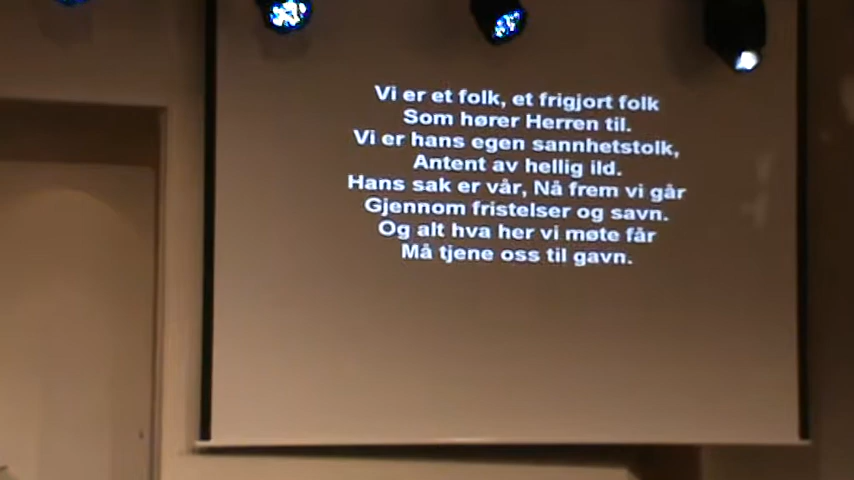 Vi er et folk, et frigjort folk
Som hører Herren til.
Vi er hans egen sannhetstolk,
Antent av hellig ild.
Hans sak er vår, Nå frem vi går
Gjennom fristelser og savn.
Og alt hva her vi møte får
Må tjene oss til gavn.